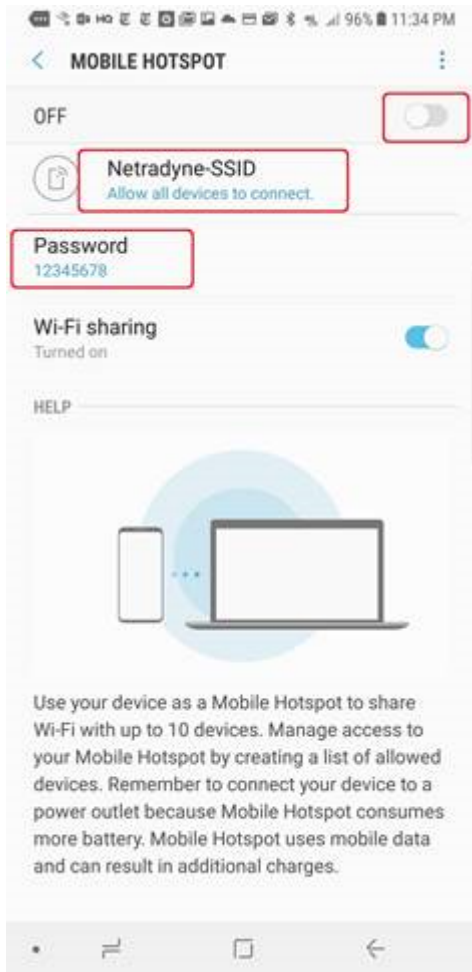 HQ 96% 11:34 PM
MOBILE HOTSPOT
OFF
Netradyne-SSID
Allow all devices to connect.
Password
12345678
Wi-Fi sharing
Turned on
HELP
Use your device as a Mobile Hotspot to share
Wi-Fi with up to 10 devices. Manage access to
your Mobile Hotspot by creating a list of allowed
devices. Remember to connect your device to a
power outlet because Mobile Hotspot consumes
more battery. Mobile Hotspot uses mobile data
and can result in additional charges.